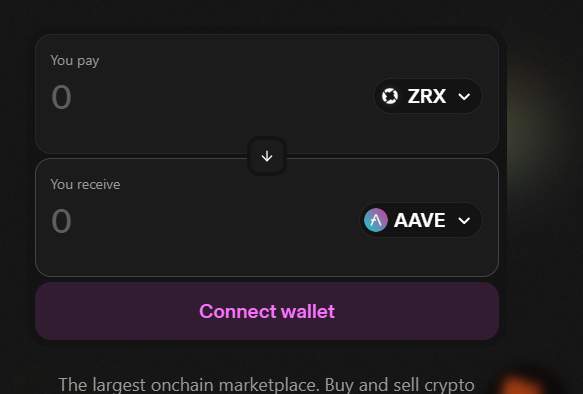 You pay
0
ZRX
You receive
0
AAVE
Connect wallet
The largest onchain marketplace. Buy and sell crypto